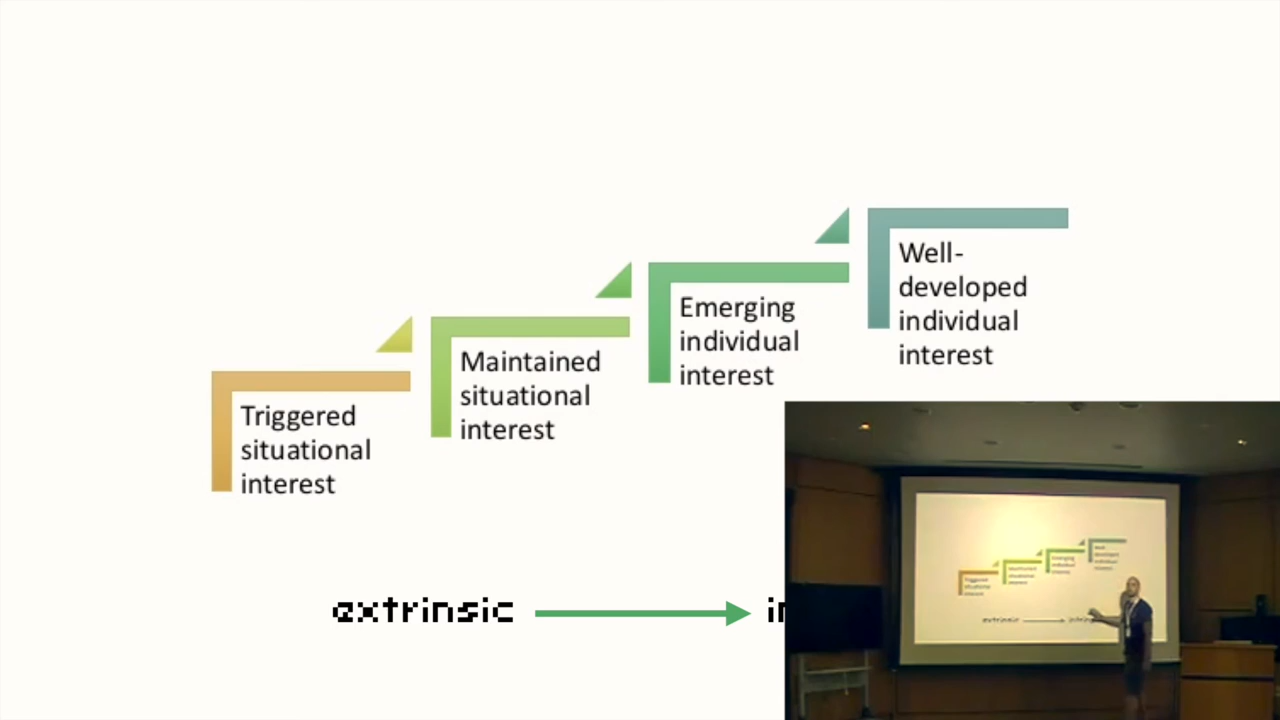 Well-
developed
individual
interest
Emerging
individual
interest
Maintained
situational
interest
Triggered
situational
interest
extrinsic